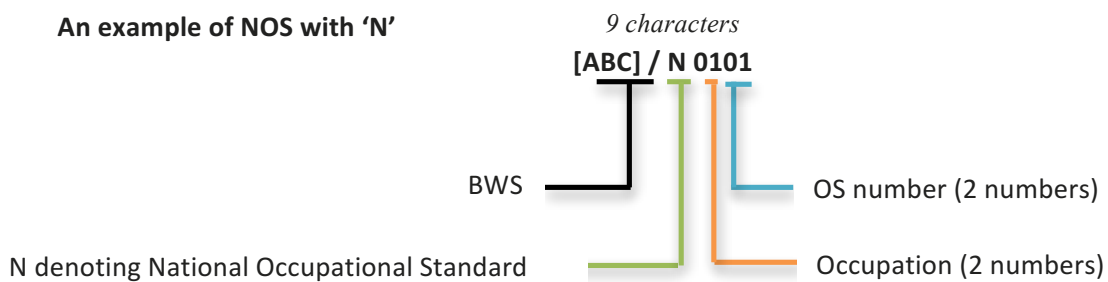 An example of NOS with ‘N’
9 characters
[ABC] / N 0101
BWS
OS number (2 numbers)
N denoting National Occupational Standard
Occupation (2 numbers)